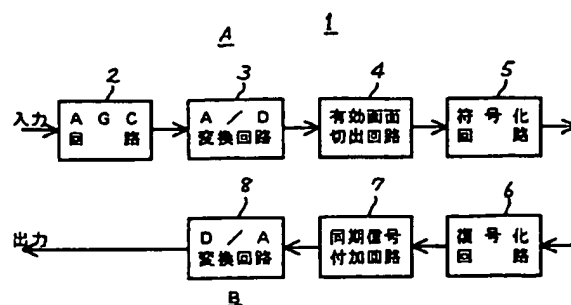 A 1
2 3 4 5
入力
A G C
回 路
A / D
変換回路
有効画面
切出回路
符 号 化
回 路
8 7 6
出力
D / A
変換回路
同期信号
付加回路
復 号 化
回 路
B